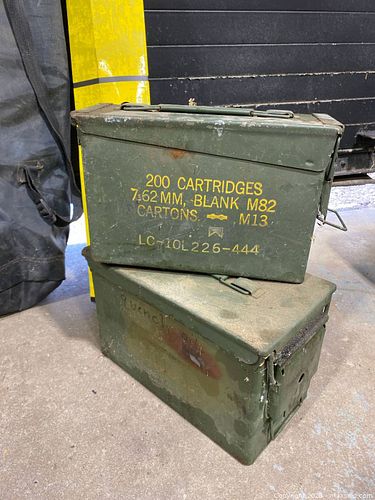 200 CARTRIDGES
7.62 MM, BLANK M82
CARTONS M13
LC-10L226-444